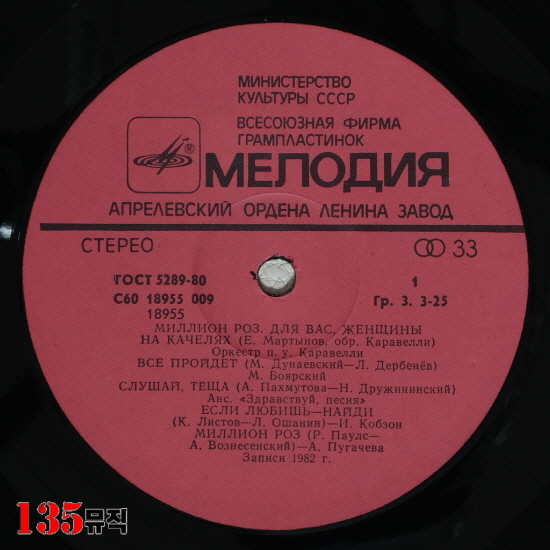 МИНИСТЕРСТВО
КУЛЬТУРЫ СССР
ВСЕСОЮЗНАЯ ФИРМА
ГРАМПЛАСТИНОК
®
МЕЛОДИЯ
АПРЕЛЕВСКИЙ ОРДЕНА ЛЕНИНА ЗАВОД
СТЕРЕО 33
ГОСТ 5289-80 1
С60 18955 009 Гр. 3. 3-25
18955
МИЛЛИОН РОЗ. ДЛЯ ВАС, ЖЕНЩИНЫ
НА КАЧЕЛЯХ (Е. Мартынов, обр. Каравелли)
Оркестр п. у. Каравелли
ВСЕ ПРОЙДЕТ (М. Дунаевский—Л. Дербенёв)
М. Боярский
СЛУШАЙ, ТЕЩА (А. Пахмутова—Н. Дружининский)
Анс. «Здравствуй, песня»
ЕСЛИ ЛЮБИШЬ—НАЙДИ
(К. Листов—Л. Ошанин)—И. Кобзон
МИЛЛИОН РОЗ (Р. Паулс—
А. Вознесенский)—А. Пугачева
Записи 1982 г.
135뮤직